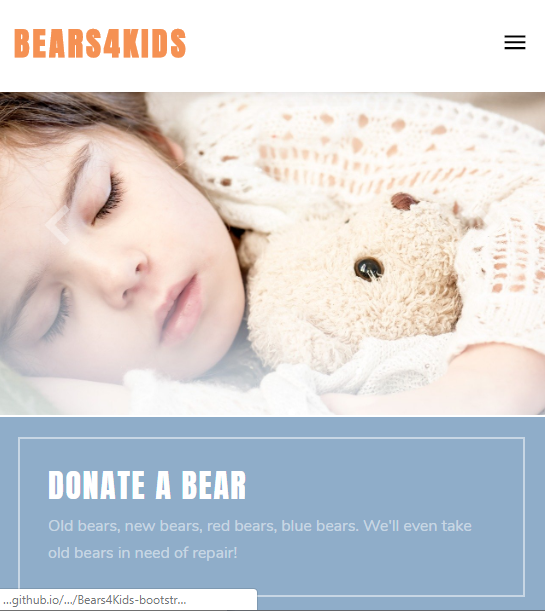 BEARS4KIDS
DONATE A BEAR
Old bears, new bears, red bears, blue bears. We'll even take
old bears in need of repair!
...github.io/.../Bears4Kids-bootstr...